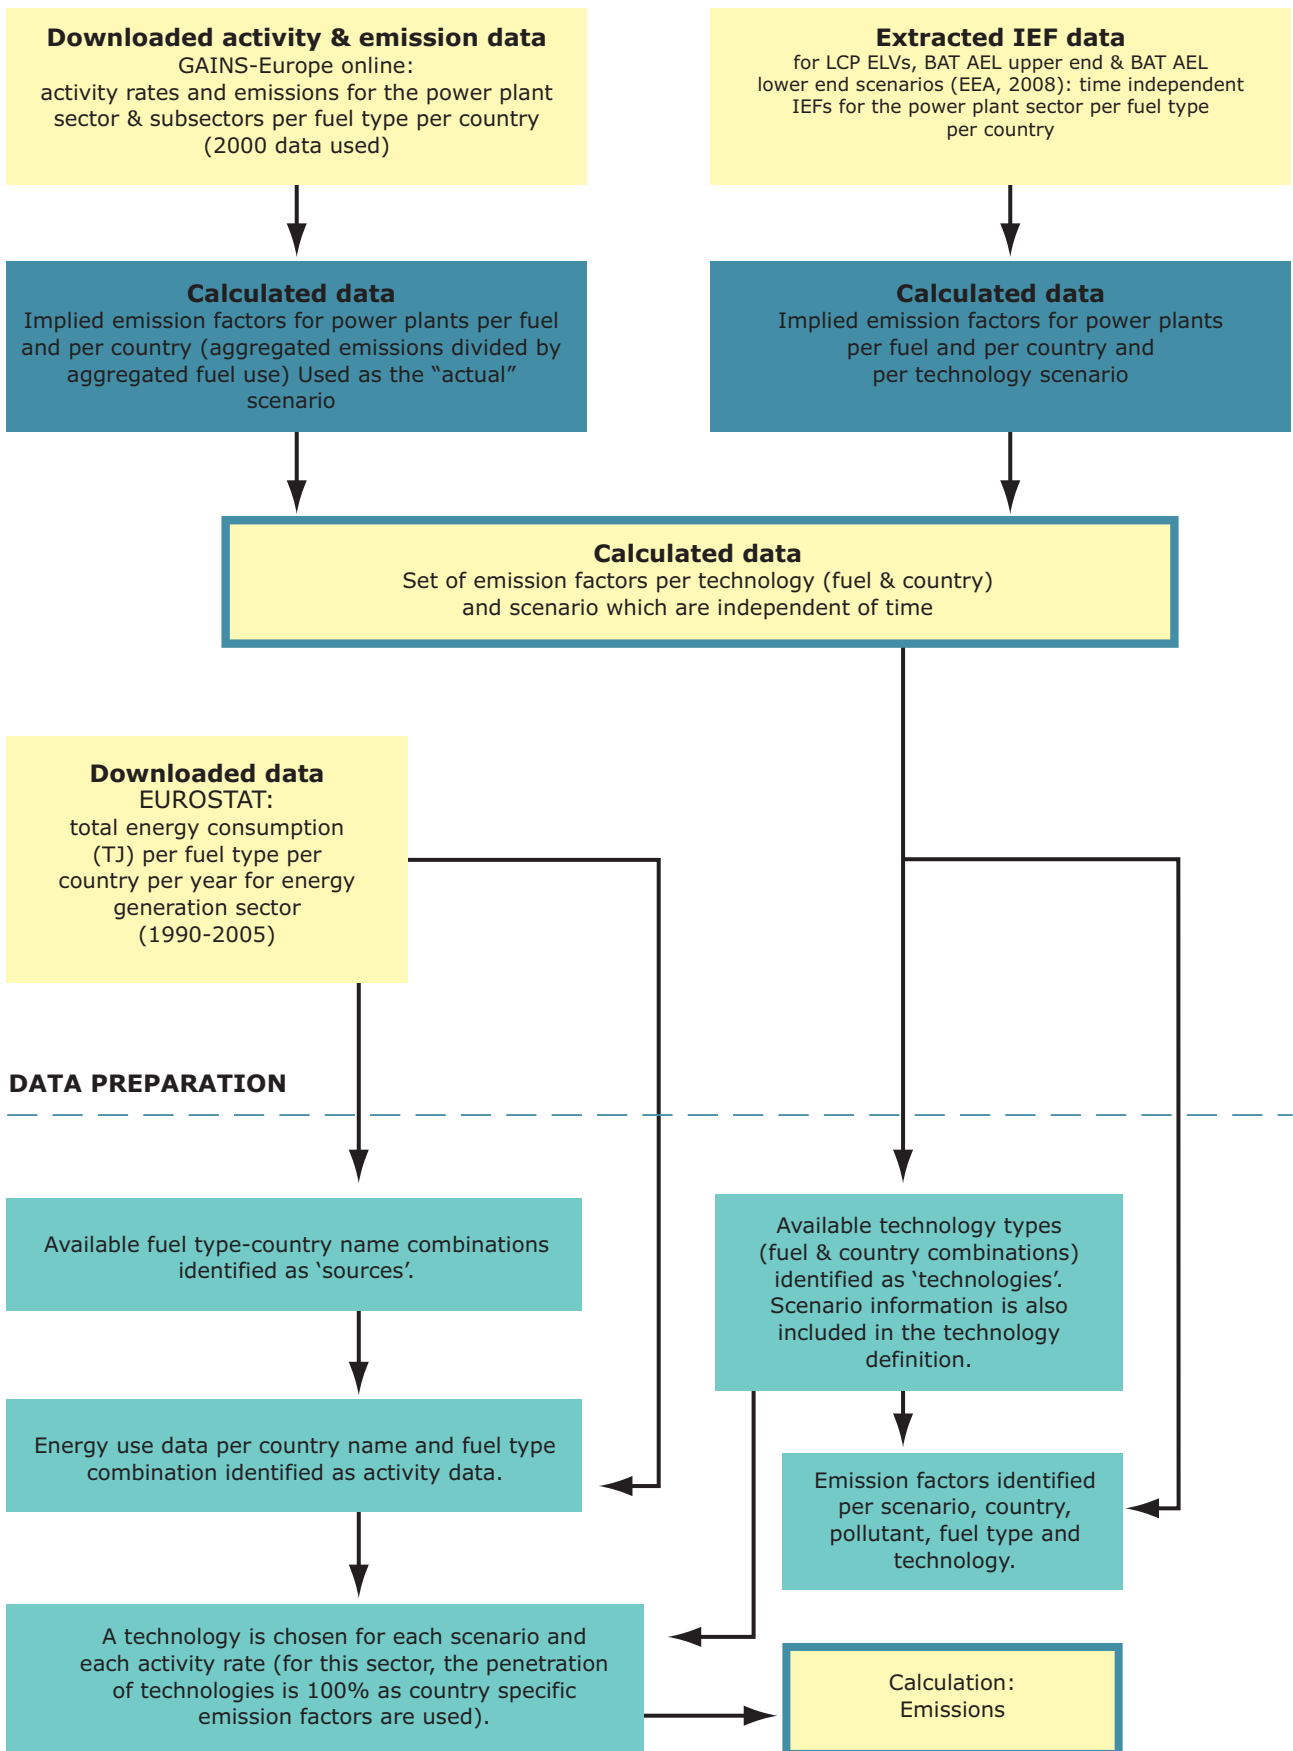 Downloaded activity & emission data
GAINS-Europe online:
activity rates and emissions for the power plant
sector & subsectors per fuel type per country
(2000 data used)
Extracted IEF data
for LCP ELVs, BAT AEL upper end & BAT AEL
lower end scenarios (EEA, 2008): time independent
IEFs for the power plant sector per fuel type
per country
Calculated data
Implied emission factors for power plants per fuel
and per country (aggregated emissions divided by
aggregated fuel use) Used as the “actual”
scenario
Calculated data
Implied emission factors for power plants
per fuel and per country and
per technology scenario
Calculated data
Set of emission factors per technology (fuel & country)
and scenario which are independent of time
Downloaded data
EUROSTAT:
total energy consumption
(TJ) per fuel type per
country per year for energy
generation sector
(1990-2005)
DATA PREPARATION
Available fuel type-country name combinations
identified as ‘sources’.
Available technology types
(fuel & country combinations)
identified as ‘technologies’.
Scenario information is also
included in the technology
definition.
Energy use data per country name and fuel type
combination identified as activity data.
Emission factors identified
per scenario, country,
pollutant, fuel type and
technology.
A technology is chosen for each scenario and
each activity rate (for this sector, the penetration
of technologies is 100% as country specific
emission factors are used).
Calculation:
Emissions